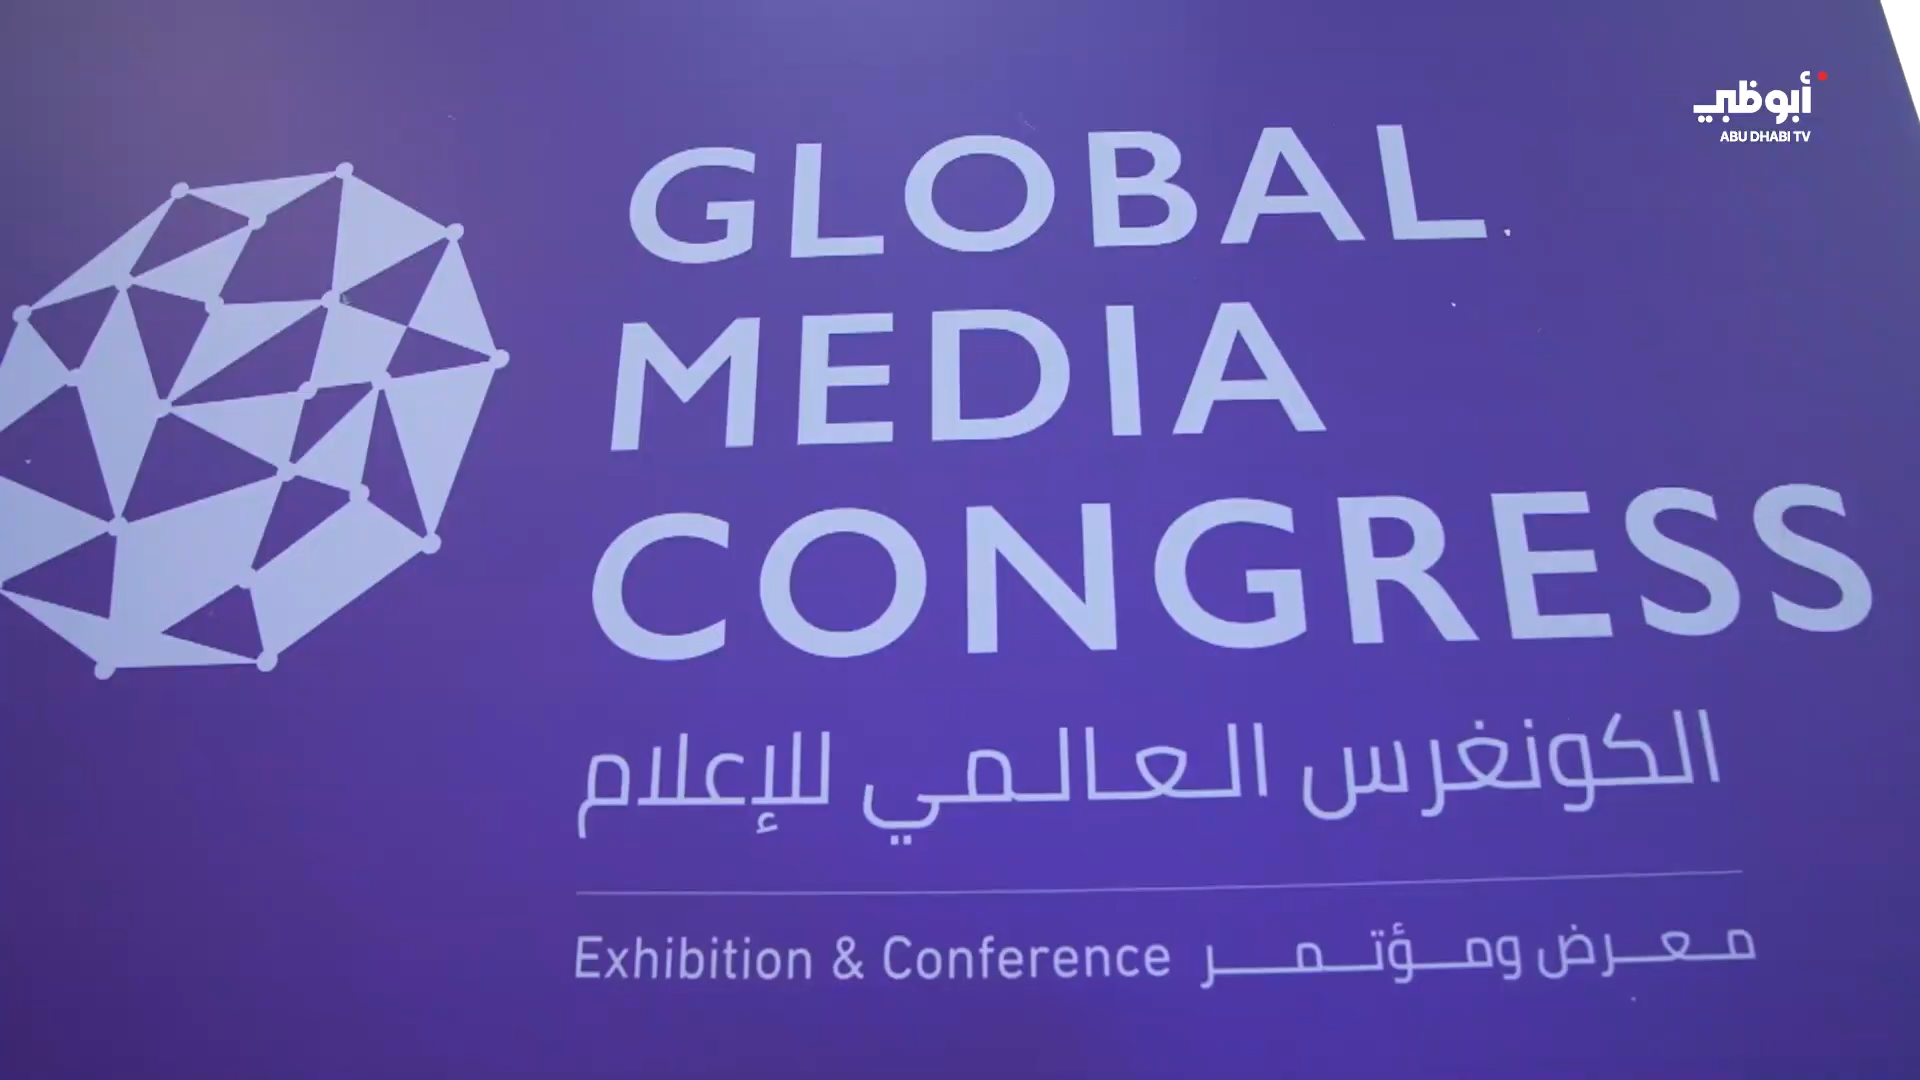 أبوظبي
ABU DHABI TV
GLOBAL
MEDIA
CONGRESS
الكونغرس العالمي للإعلام
Exhibition & Conference معرض ومؤتمر